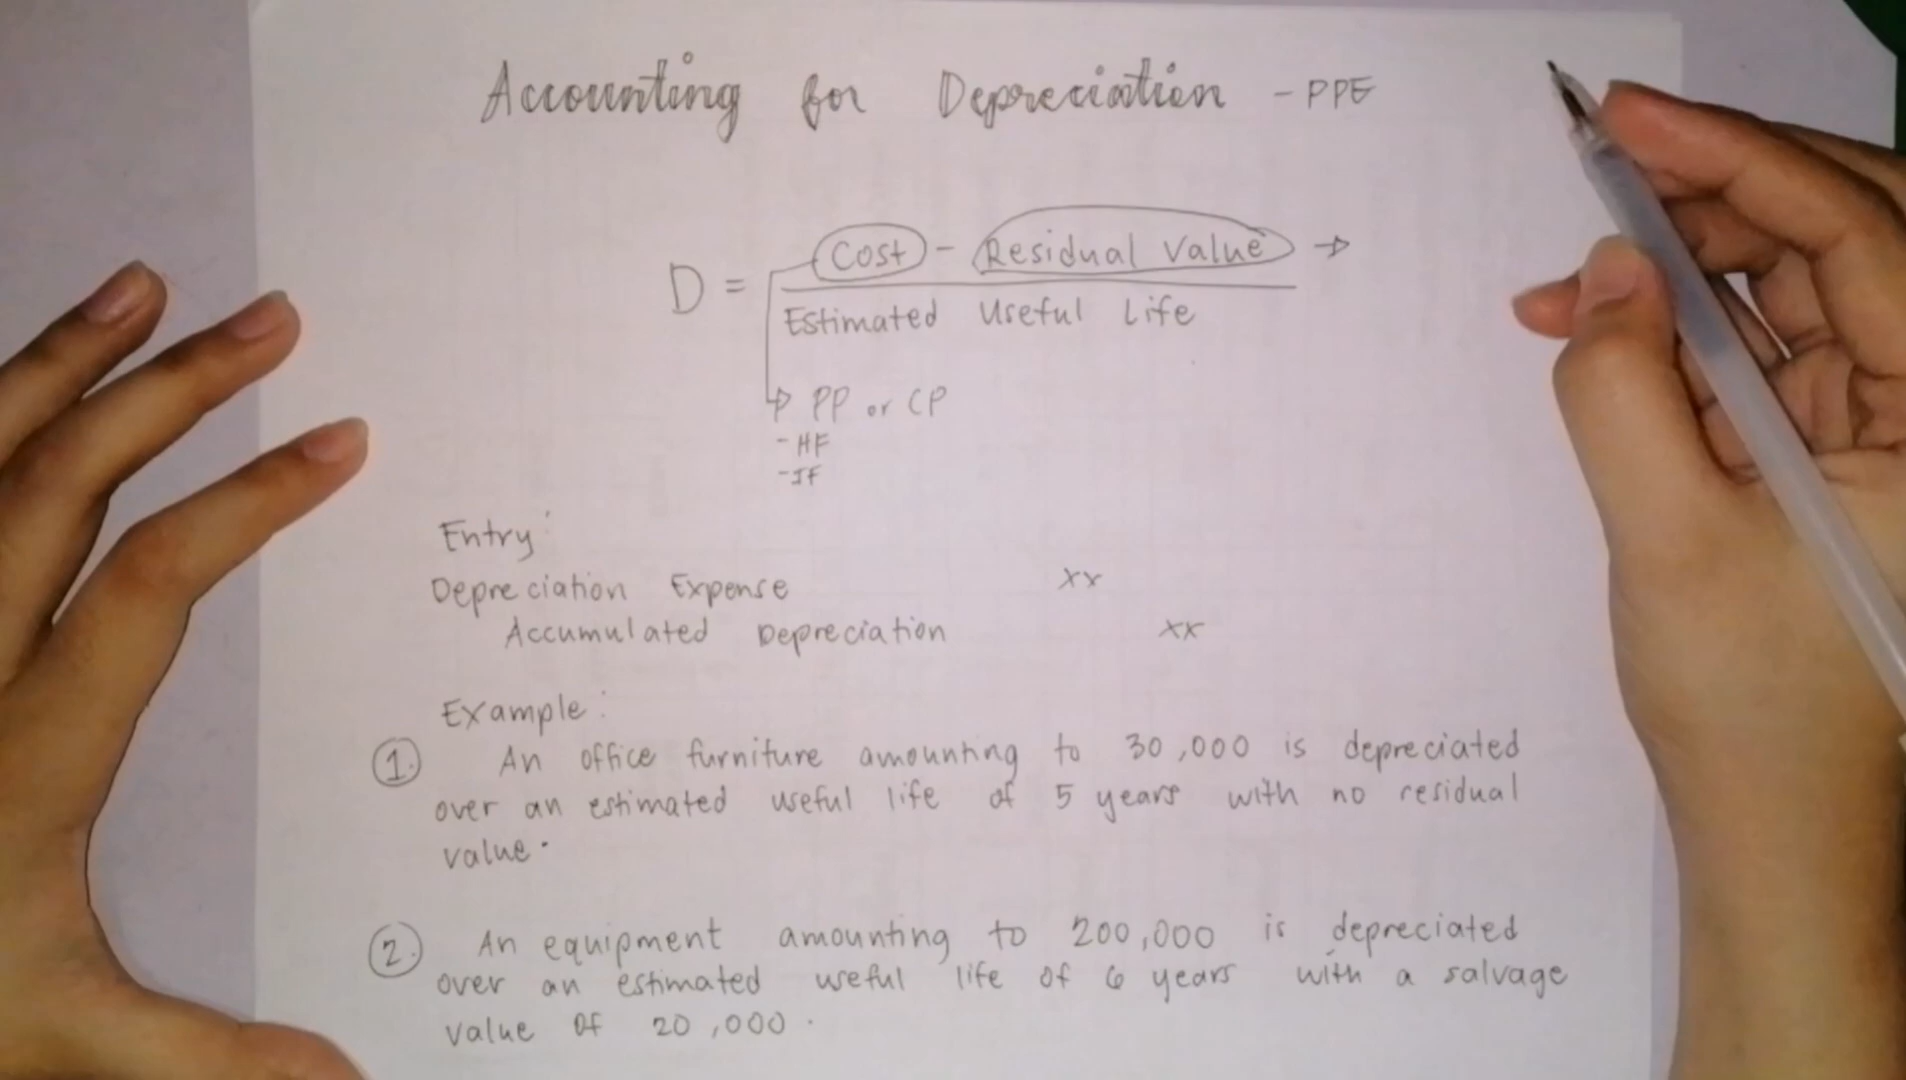 Accounting for Depreciation - PPE
D = Cost - Residual Value
Estimated Useful Life
PP or CP
- HF
- IF
Entry:
Depreciation Expense xx
Accumulated Depreciation xx
Example:
1. An office furniture amounting to 30,000 is depreciated
over an estimated useful life of 5 years with no residual
value.
2. An equipment amounting to 200,000 is depreciated
over an estimated useful life of 6 years with a salvage
value of 20,000.